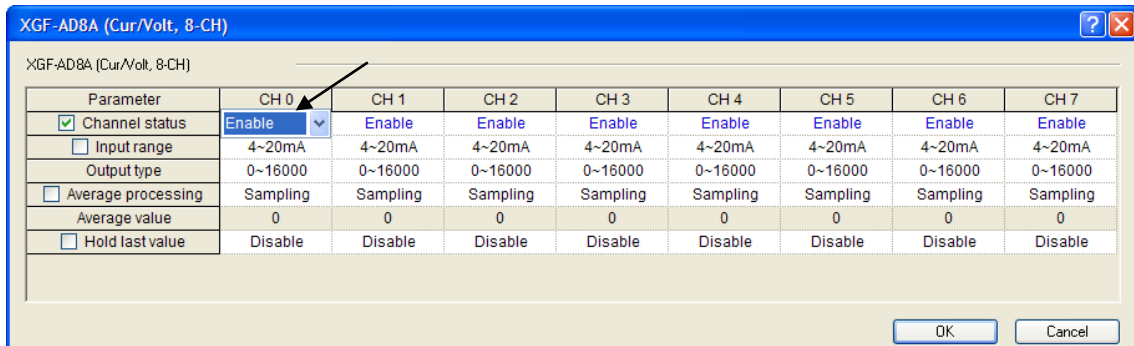 XGF-AD8A (Cur/Volt, 8-CH)
XGF-AD8A (Cur/Volt, 8-CH)
Parameter CH 0 CH 1 CH 2 CH 3 CH 4 CH 5 CH 6 CH 7
Channel status Enable Enable Enable Enable Enable Enable Enable Enable
Input range 4~20mA 4~20mA 4~20mA 4~20mA 4~20mA 4~20mA 4~20mA 4~20mA
Output type 0~16000 0~16000 0~16000 0~16000 0~16000 0~16000 0~16000 0~16000
Average processing Sampling Sampling Sampling Sampling Sampling Sampling Sampling Sampling
Average value 0 0 0 0 0 0 0 0
Hold last value Disable Disable Disable Disable Disable Disable Disable Disable
OK Cancel